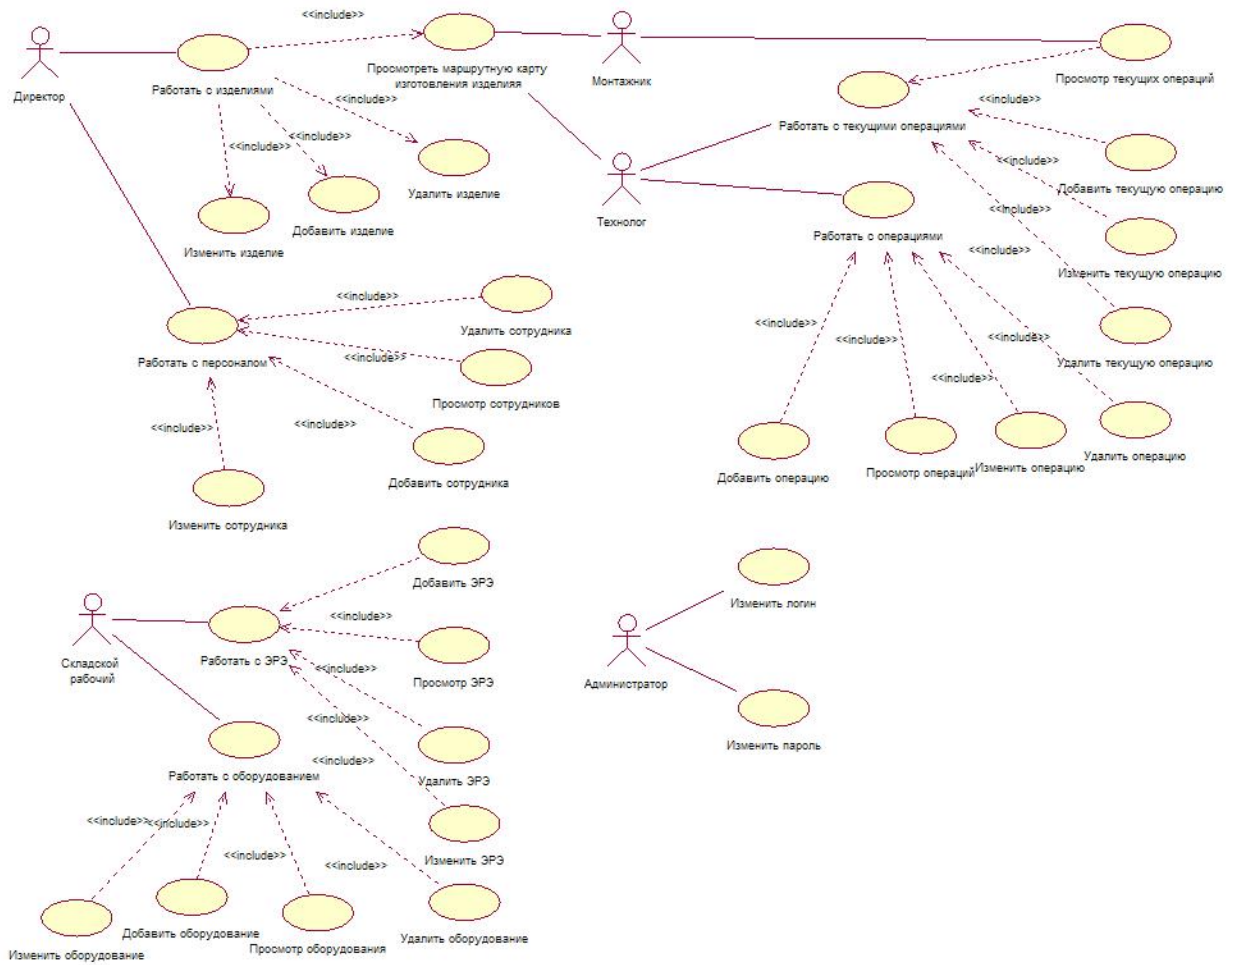 <<include>>
Директор
Работать с изделиями
Просмотреть маршрутную карту
изготовления изделияя
Монтажник
Просмотр текущих операций
<<include>>
<<include>>
<<include>>
Удалить изделие
Добавить изделие
Изменить изделие
Работать с текущими операциями
<<include>>
<<include>>
Добавить текущую операцию
Технолог
<<include>>
Работать с операциями
<<include>>
Изменить текущую операцию
<<include>>
Удалить сотрудника
Работать с персоналом
<<include>>
Просмотр сотрудников
<<include>>
<<include>>
Добавить сотрудника
Изменить сотрудника
<<include>>
<<include>>
<<include>>
<<include>>
Удалить текущую операцию
Добавить операцию
Просмотр операций
Изменить операцию
Удалить операцию
Добавить ЭРЭ
Складской
рабочий
Работать с ЭРЭ
<<include>>
Просмотр ЭРЭ
<<include>>
<<include>>
<<include>>
Удалить ЭРЭ
Работать с оборудованием
Изменить ЭРЭ
<<include>>
<<include>>
<<include>>
<<include>>
Изменить оборудование
Добавить оборудование
Просмотр оборудования
Удалить оборудование
Администратор
Изменить логин
Изменить пароль